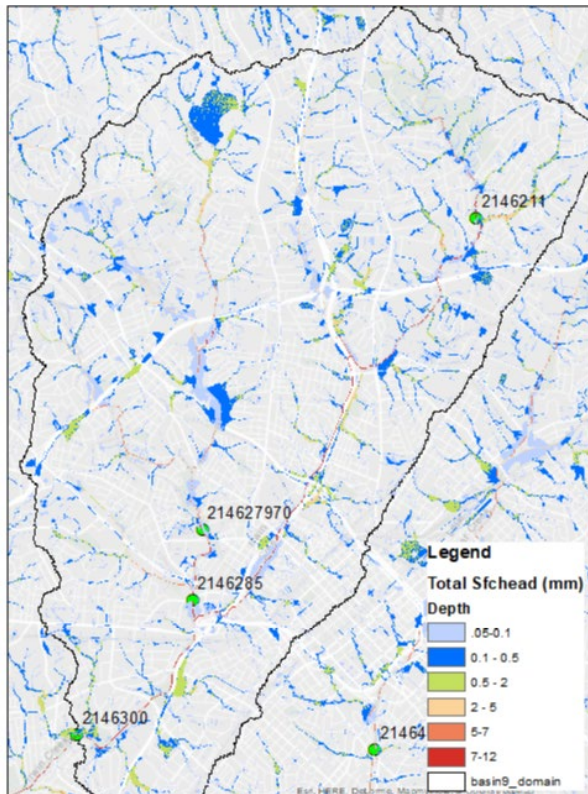 2146211
214627970
2146285
2146300
21464
Legend
Total Sfchead (mm)
Depth
.05-0.1
0.1 - 0.5
0.5 - 2
2 - 5
5-7
7-12
basin9_domain